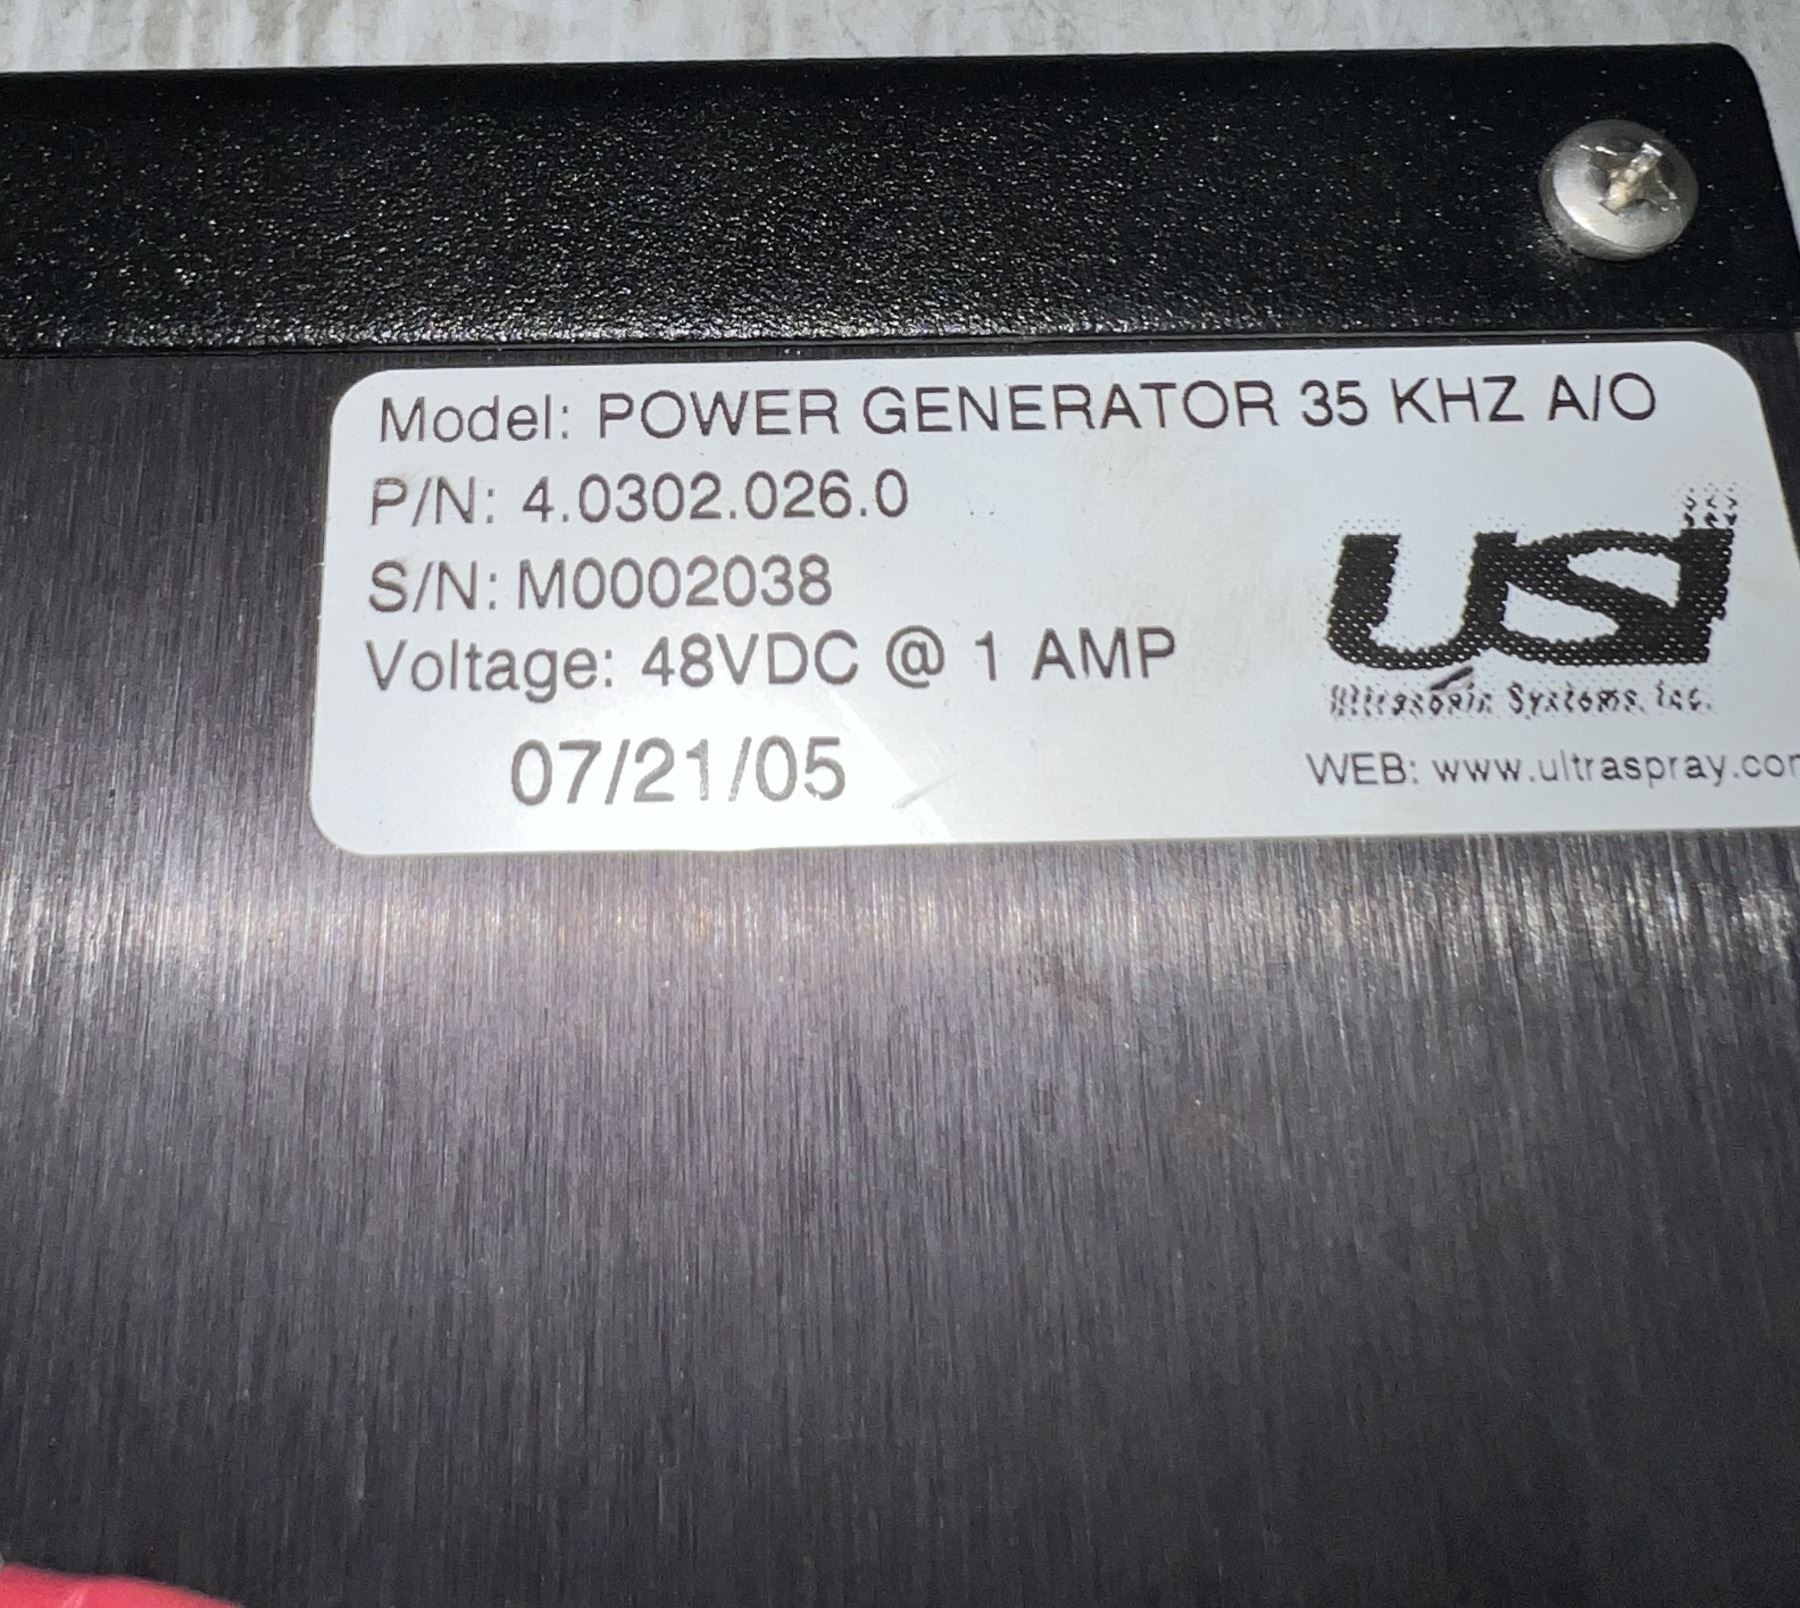 Model: POWER GENERATOR 35 KHZ A/O
P/N: 4.0302.026.0
S/N: M0002038
Voltage: 48VDC @ 1 AMP
07/21/05
USI
Ultrasonic Systems, Inc.
WEB: www.ultraspray.com